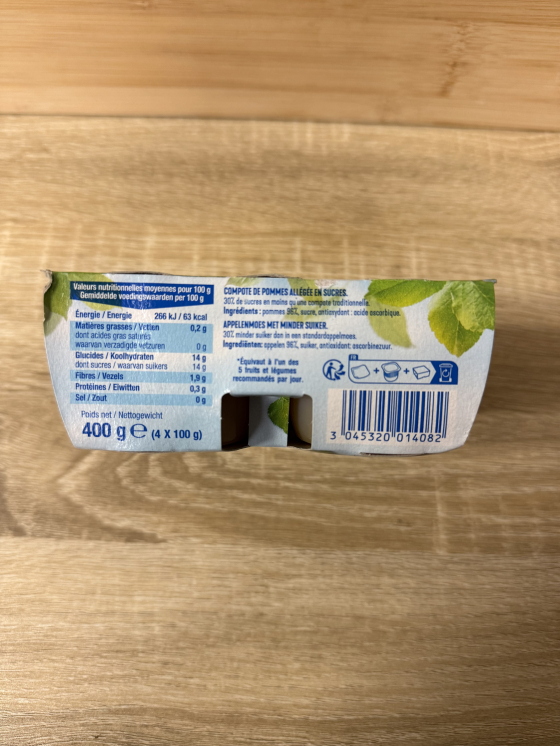 Valeurs nutritionnelles moyennes pour 100 g
Gemiddelde voedingswaarden per 100 g
Énergie / Energie 266 kJ / 63 kcal
Matières grasses / Vetten 0,2 g
dont acides gras saturés
waarvan verzadigde vetzuren 0 g
Glucides / Koolhydraten 14 g
dont sucres / waarvan suikers 14 g
Fibres / Vezels 1,9 g
Protéines / Eiwitten 0,3 g
Sel / Zout 0 g
Poids net / Nettogewicht
400 g e (4 X 100 g)
COMPOTE DE POMMES ALLÉGÉE EN SUCRES.
30% de sucres en moins qu'une compote traditionnelle.
Ingrédients : pommes 96%, sucre, antioxydant : acide ascorbique.
APPELENMOES MET MINDER SUIKER.
30% minder suiker dan in een standardappelmoes.
Ingrediënten: appelen 96%, suiker, antioxidant: ascorbinezuur.
*Équivaut à l'un des
5 fruits et légumes
recommandés par jour.
FR
+ +
3 045320 014082